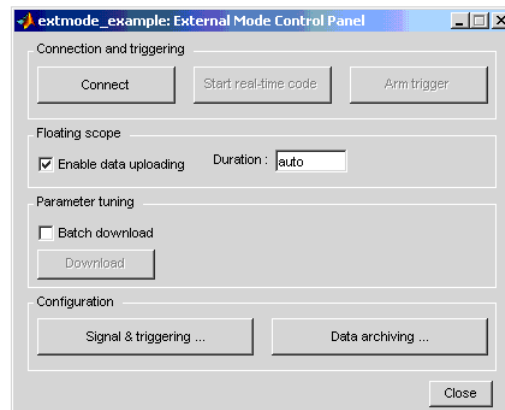 extmode_example: External Mode Control Panel
Connection and triggering
Connect
Start real-time code
Arm trigger
Floating scope
Enable data uploading
Duration : auto
Parameter tuning
Batch download
Download
Configuration
Signal & triggering ...
Data archiving ...
Close